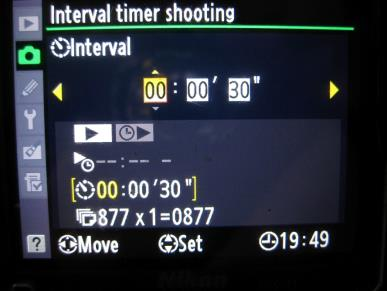 Interval timer shooting
Interval
00 : 00 ' 30 "
--:-- -
[00:00'30"]
877 x 1=0877
?
Move Set 19:49
Nikon